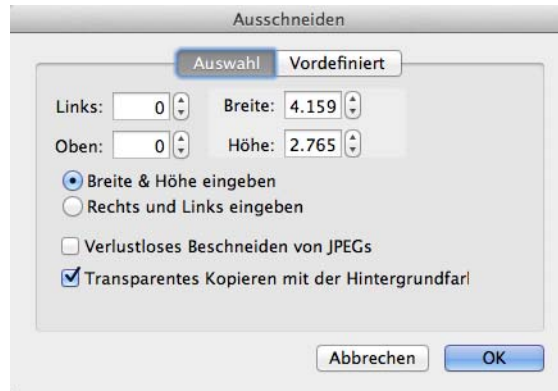 Ausschneiden
Auswahl Vordefiniert
Links: 0 Breite: 4.159
Oben: 0 Höhe: 2.765
Breite & Höhe eingeben
Rechts und Links eingeben
Verlustloses Beschneiden von JPEGs
Transparentes Kopieren mit der Hintergrundfarl
Abbrechen OK